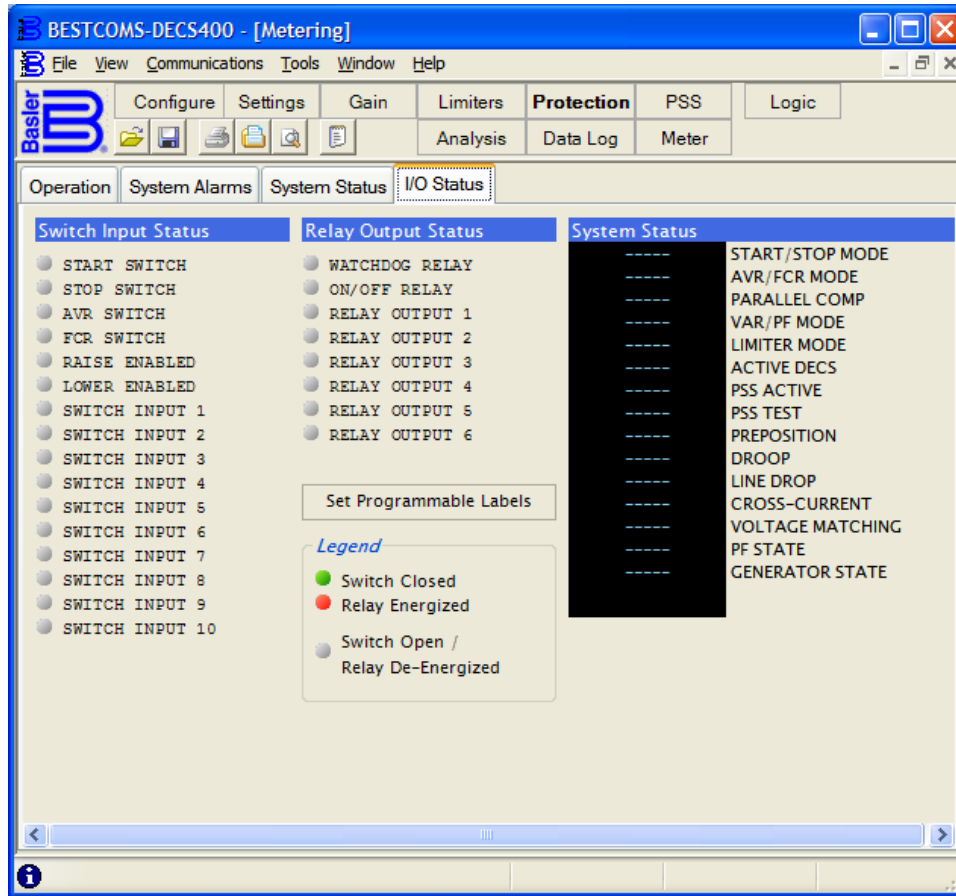 BESTCOMS-DECS400 - [Metering]
File View Communications Tools Window Help
Basler
Configure Settings Gain Limiters Protection PSS Logic
Analysis Data Log Meter
Operation System Alarms System Status I/O Status
Switch Input Status
START SWITCH
STOP SWITCH
AVR SWITCH
FCR SWITCH
RAISE ENABLED
LOWER ENABLED
SWITCH INPUT 1
SWITCH INPUT 2
SWITCH INPUT 3
SWITCH INPUT 4
SWITCH INPUT 5
SWITCH INPUT 6
SWITCH INPUT 7
SWITCH INPUT 8
SWITCH INPUT 9
SWITCH INPUT 10
Relay Output Status
WATCHDOG RELAY
ON/OFF RELAY
RELAY OUTPUT 1
RELAY OUTPUT 2
RELAY OUTPUT 3
RELAY OUTPUT 4
RELAY OUTPUT 5
RELAY OUTPUT 6
Set Programmable Labels
Legend
Switch Closed
Relay Energized
Switch Open /
Relay De-Energized
System Status
----- START/STOP MODE
----- AVR/FCR MODE
----- PARALLEL COMP
----- VAR/PF MODE
----- LIMITER MODE
----- ACTIVE DECS
----- PSS ACTIVE
----- PSS TEST
----- PREPOSITION
----- DROOP
----- LINE DROP
----- CROSS-CURRENT
----- VOLTAGE MATCHING
----- PF STATE
----- GENERATOR STATE